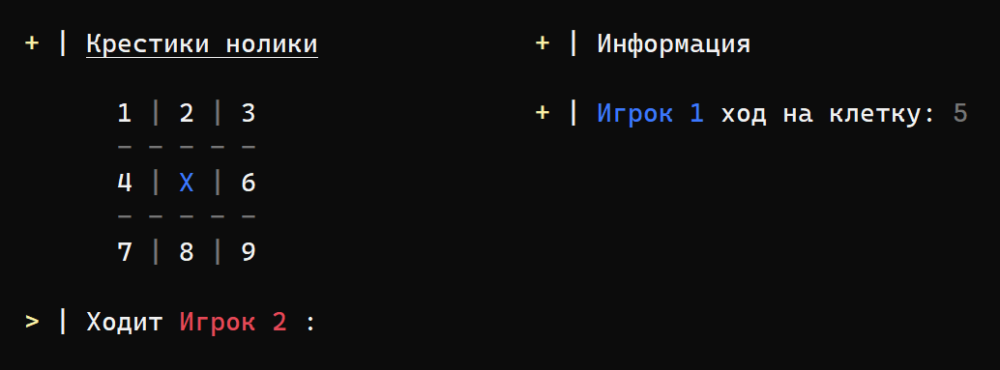 + | Крестики нолики
+ | Информация
1 | 2 | 3
+ | Игрок 1 ход на клетку: 5
– – – – –
4 | X | 6
– – – – –
7 | 8 | 9
> | Ходит Игрок 2 :